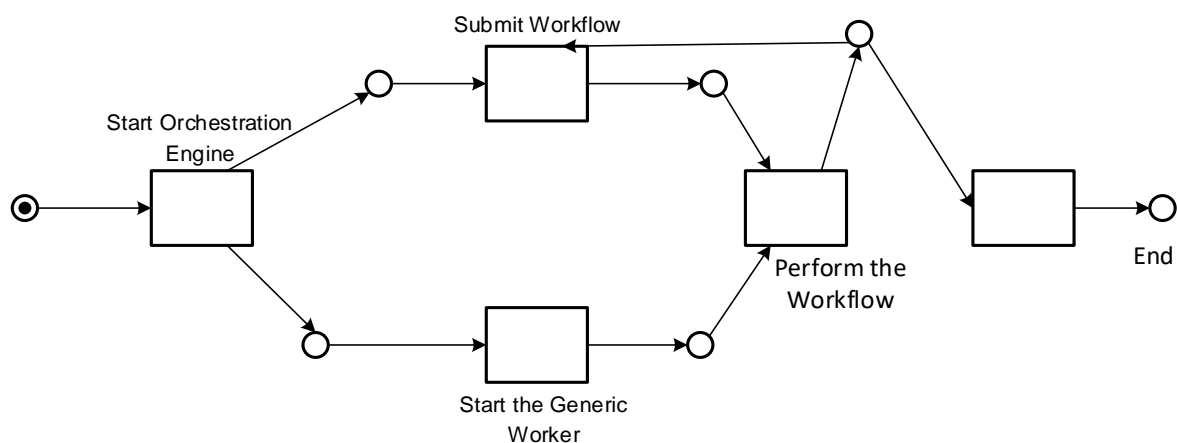 Submit Workflow
Start Orchestration
Engine
Perform the
Workflow
End
Start the Generic
Worker